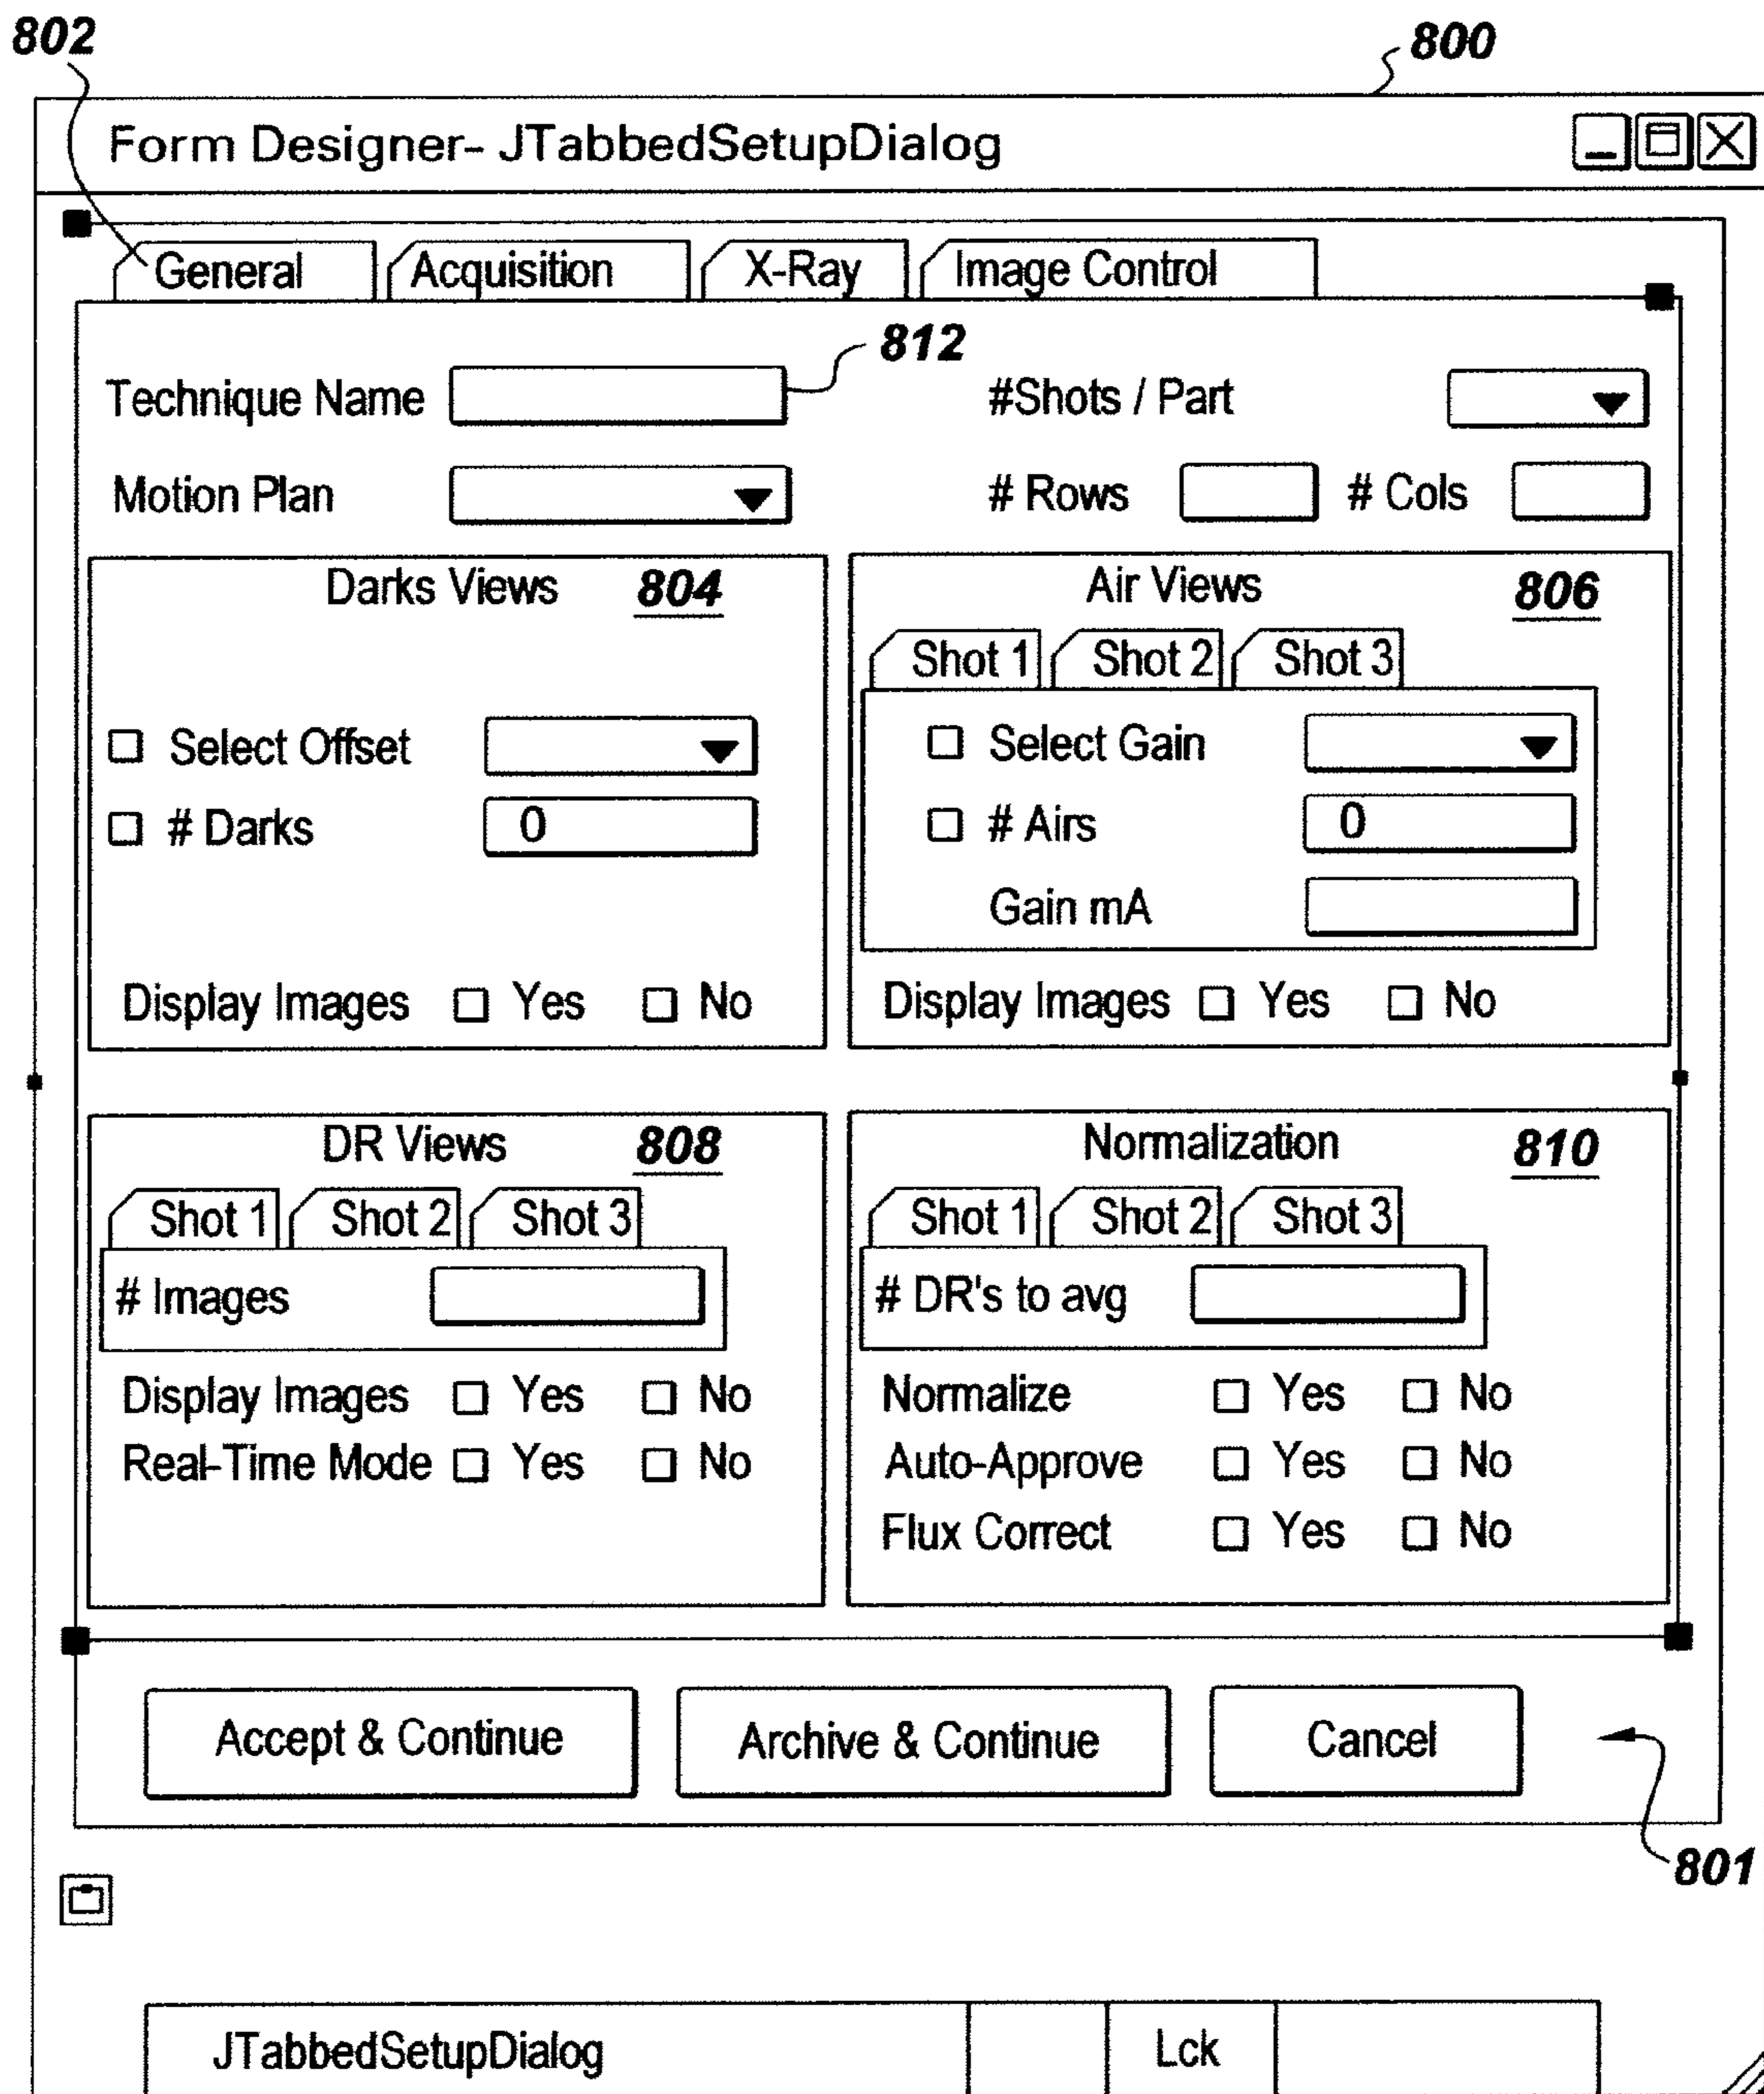 802
800
Form Designer- JTabbedSetupDialog
General Acquisition X-Ray Image Control
812
Technique Name #Shots / Part
Motion Plan # Rows # Cols
Darks Views 804
Select Offset
# Darks 0
Display Images Yes No
Air Views 806
Shot 1 Shot 2 Shot 3
Select Gain
# Airs 0
Gain mA
Display Images Yes No
DR Views 808
Shot 1 Shot 2 Shot 3
# Images
Display Images Yes No
Real-Time Mode Yes No
Normalization 810
Shot 1 Shot 2 Shot 3
# DR's to avg
Normalize Yes No
Auto-Approve Yes No
Flux Correct Yes No
Accept & Continue Archive & Continue Cancel
801
JTabbedSetupDialog Lck